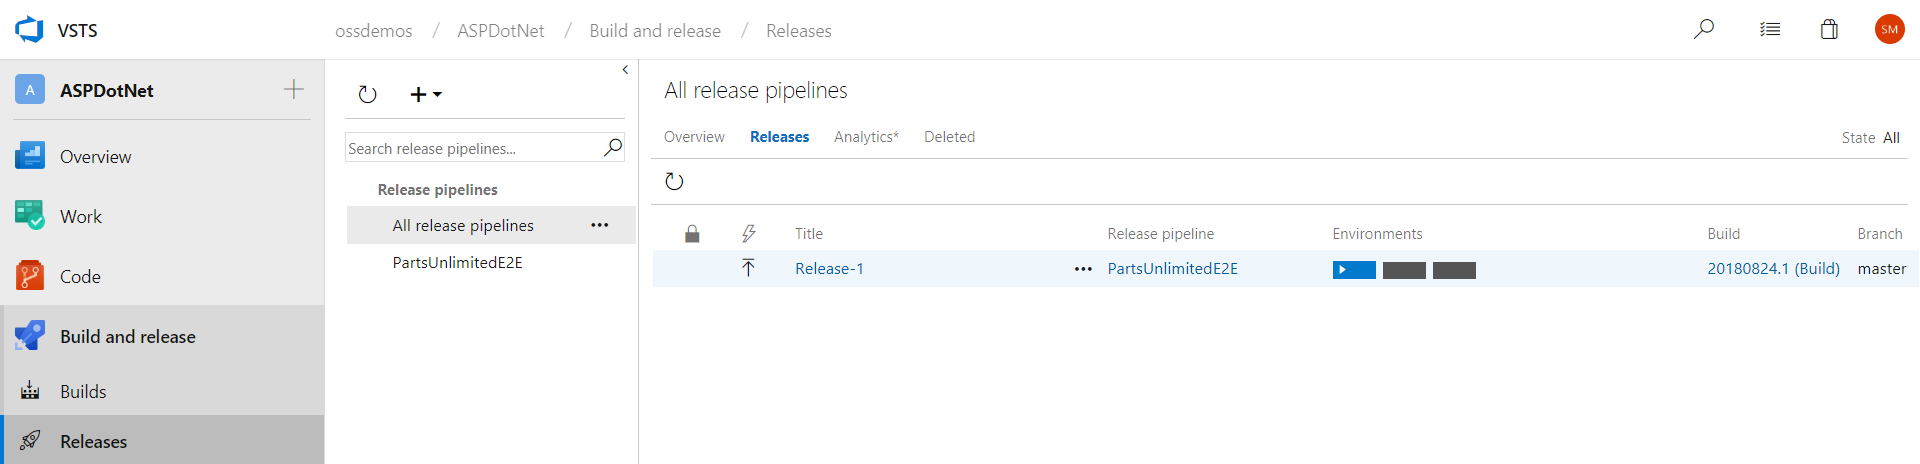 VSTS
ossdemos / ASPDotNet / Build and release / Releases
SM
A ASPDotNet
Overview
Work
Code
Build and release
Builds
Releases
Search release pipelines...
Release pipelines
All release pipelines
PartsUnlimitedE2E
All release pipelines
Overview Releases Analytics* Deleted
State All
Title Release pipeline Environments Build Branch
Release-1 PartsUnlimitedE2E 20180824.1 (Build) master